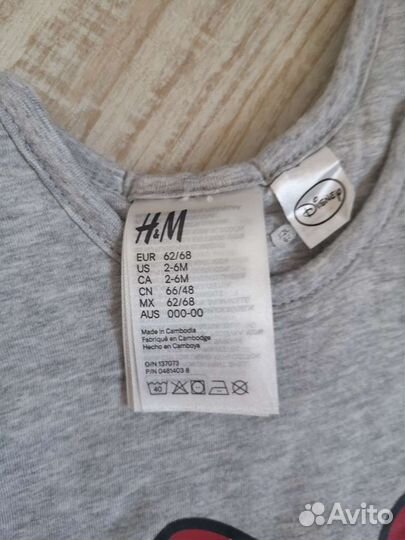 H&M
EUR 62/68
US 2-6M
CA 2-6M
CN 66/48
MX 62/68
AUS 000-00
Made in Cambodia
Fabriqué en Cambodge
Hecho en Camboya
O/N 137073
P/N 0461403 8
40
Disney
Avito